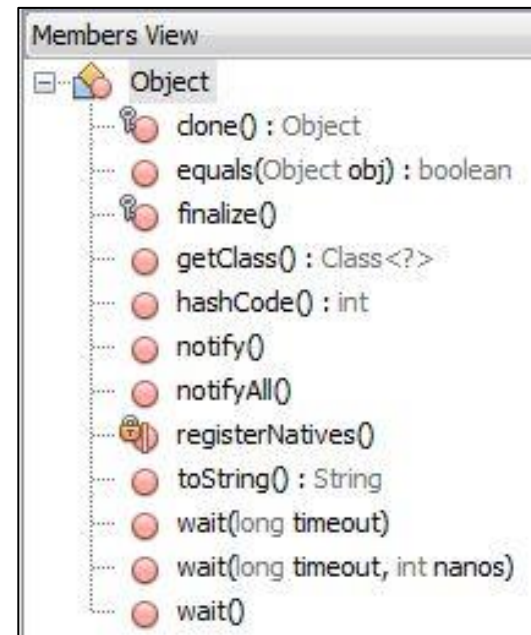 Members View
Object
clone() : Object
equals(Object obj) : boolean
finalize()
getClass() : Class<?>
hashCode() : int
notify()
notifyAll()
registerNatives()
toString() : String
wait(long timeout)
wait(long timeout, int nanos)
wait()